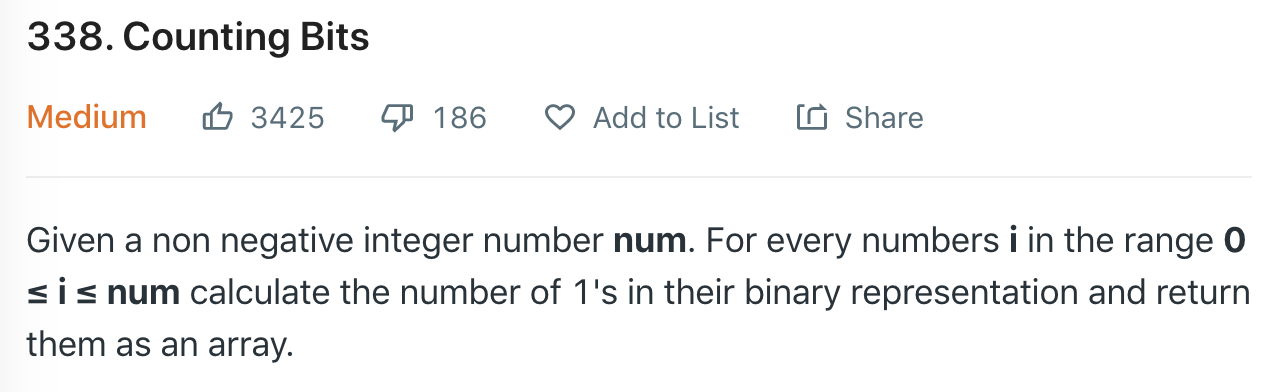 338. Counting Bits
Medium 3425 186 Add to List Share
Given a non negative integer number num. For every numbers i in the range 0
≤ i ≤ num calculate the number of 1's in their binary representation and return
them as an array.